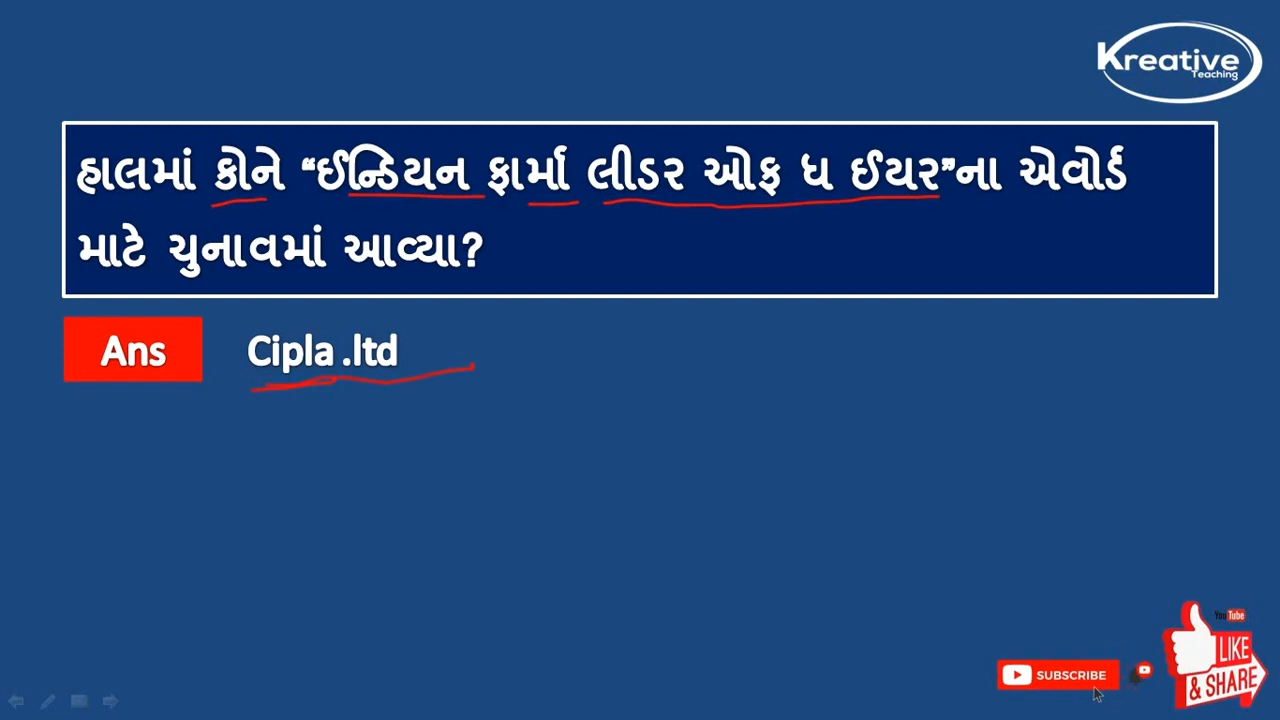 Kreative
Teaching
હાલમાં કોને “ઈન્ડિયન ફાર્મા લીડર ઓફ ધ ઈયર”ના એવોર્ડ
માટે ચુનાવમાં આવ્યા?
Ans Cipla .ltd
YouTube
LIKE
& SHARE
SUBSCRIBE